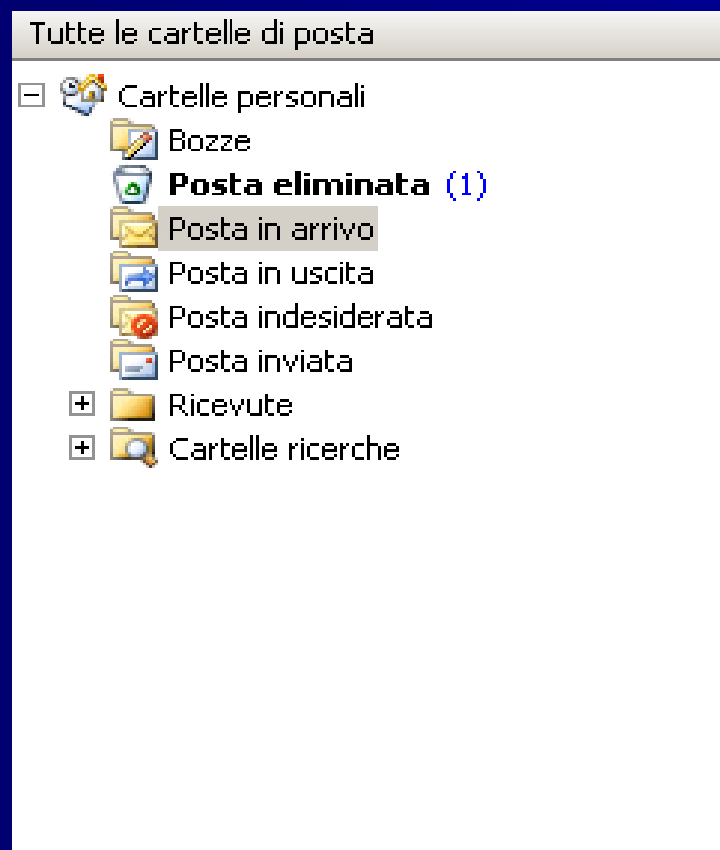 Tutte le cartelle di posta
Cartelle personali
Bozze
Posta eliminata (1)
Posta in arrivo
Posta in uscita
Posta indesiderata
Posta inviata
Ricevute
Cartelle ricerche